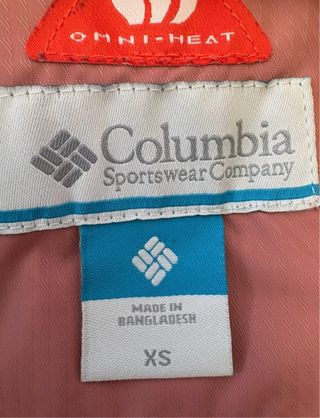 OMNI-HEAT
Columbia
Sportswear Company
MADE IN
BANGLADESH
XS